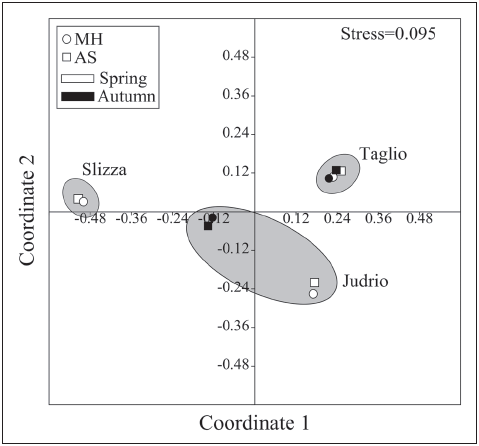 Stress=0.095
MH
AS
Spring
Autumn
0.48
0.36
0.24
0.12
Taglio
Slizza
-0.48 -0.36 -0.24 -0.12 0.12 0.24 0.36 0.48
-0.12
-0.24
-0.36
-0.48
Judrio
Coordinate 2
Coordinate 1